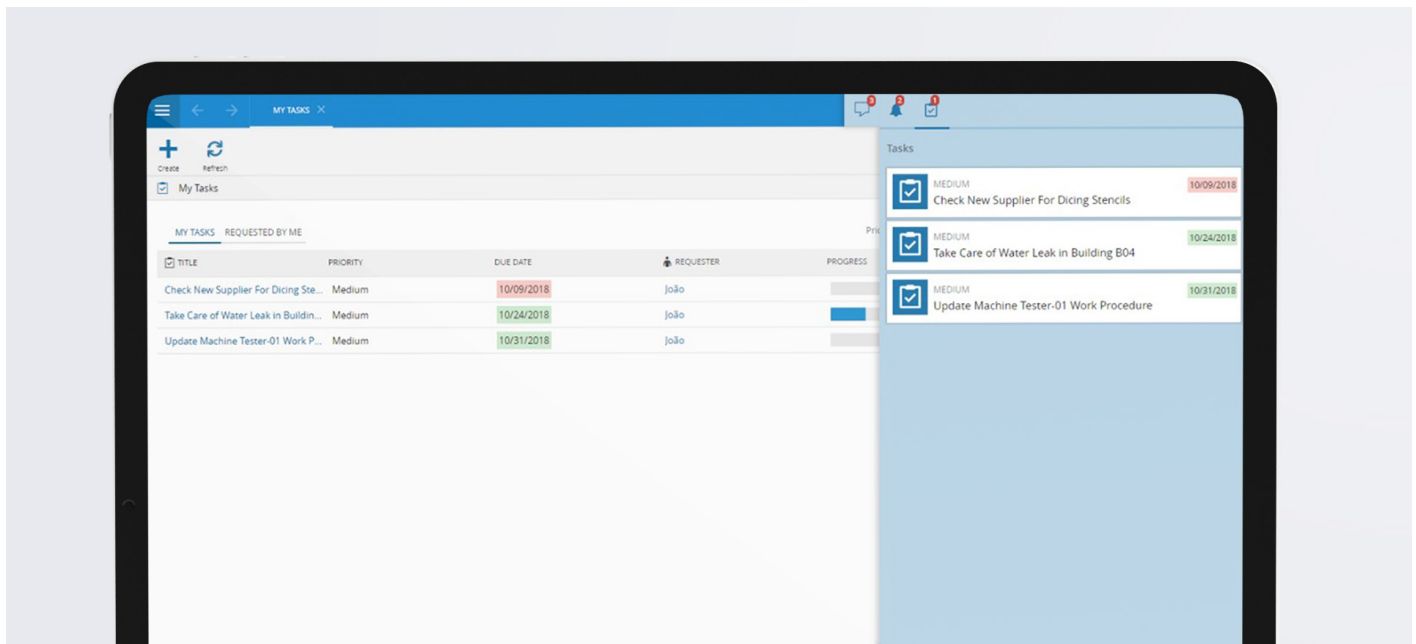 MY TASKS
3 2 1
Create Refresh
My Tasks
MY TASKS REQUESTED BY ME
TITLE PRIORITY DUE DATE REQUESTER PROGRESS
Check New Supplier For Dicing Ste... Medium 10/09/2018 João
Take Care of Water Leak in Buildin... Medium 10/24/2018 João
Update Machine Tester-01 Work P... Medium 10/31/2018 João
Tasks
MEDIUM 10/09/2018
Check New Supplier For Dicing Stencils
MEDIUM 10/24/2018
Take Care of Water Leak in Building B04
MEDIUM 10/31/2018
Update Machine Tester-01 Work Procedure